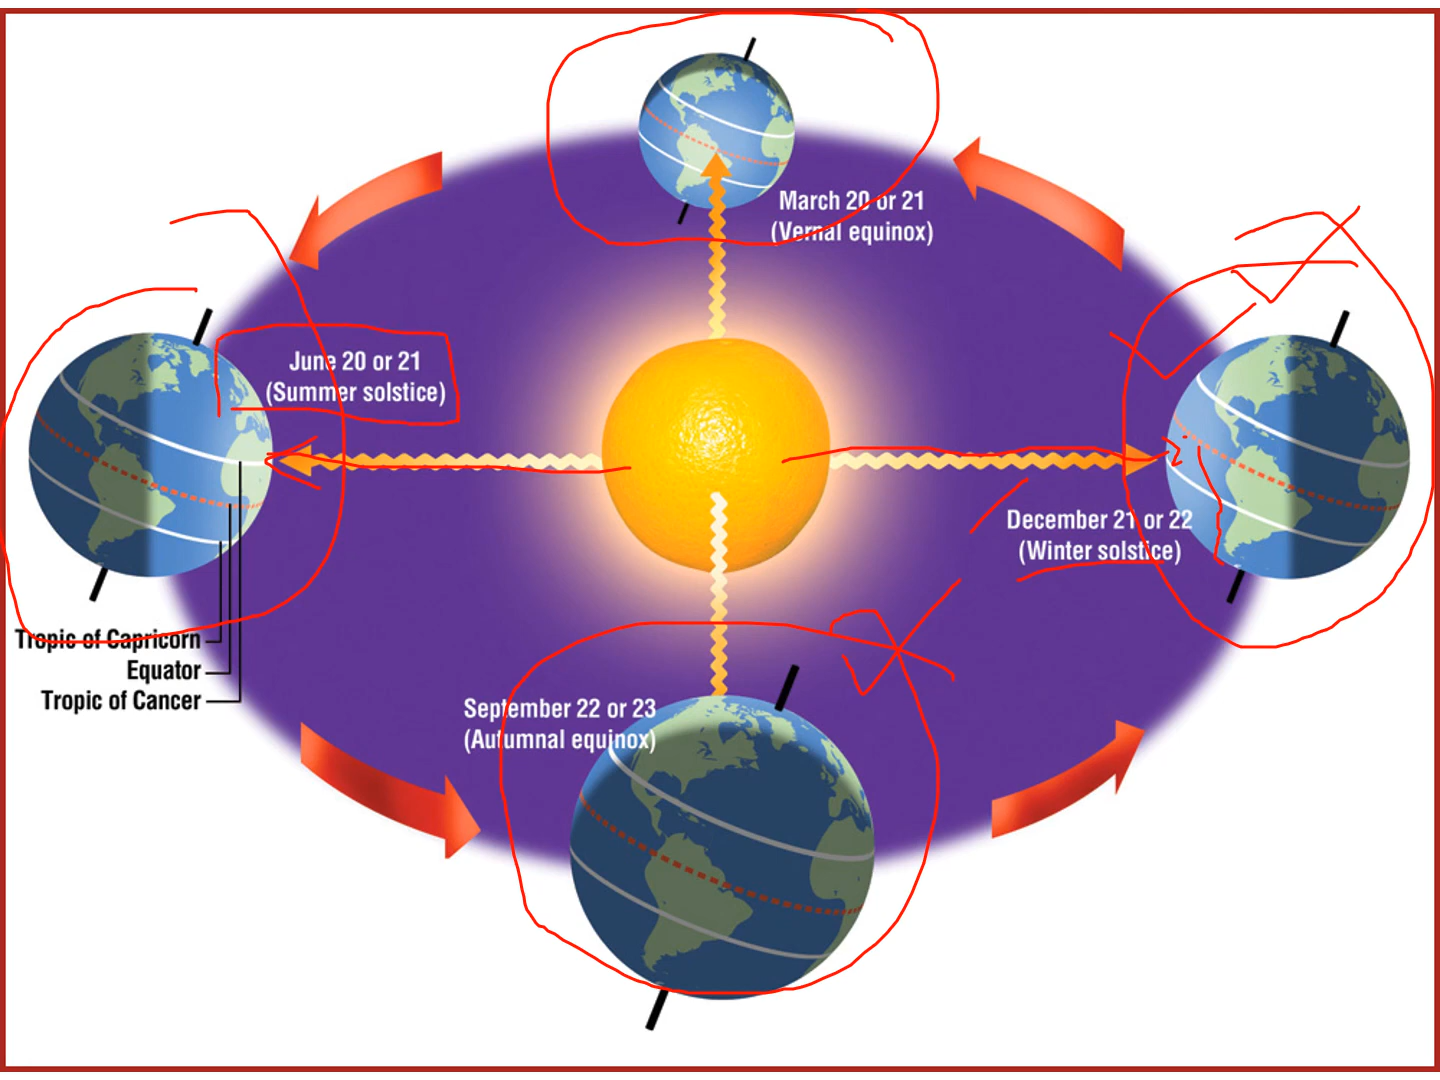 March 20 or 21
(Vernal equinox)
June 20 or 21
(Summer solstice)
December 21 or 22
(Winter solstice)
Tropic of Capricorn
Equator
Tropic of Cancer
September 22 or 23
(Autumnal equinox)